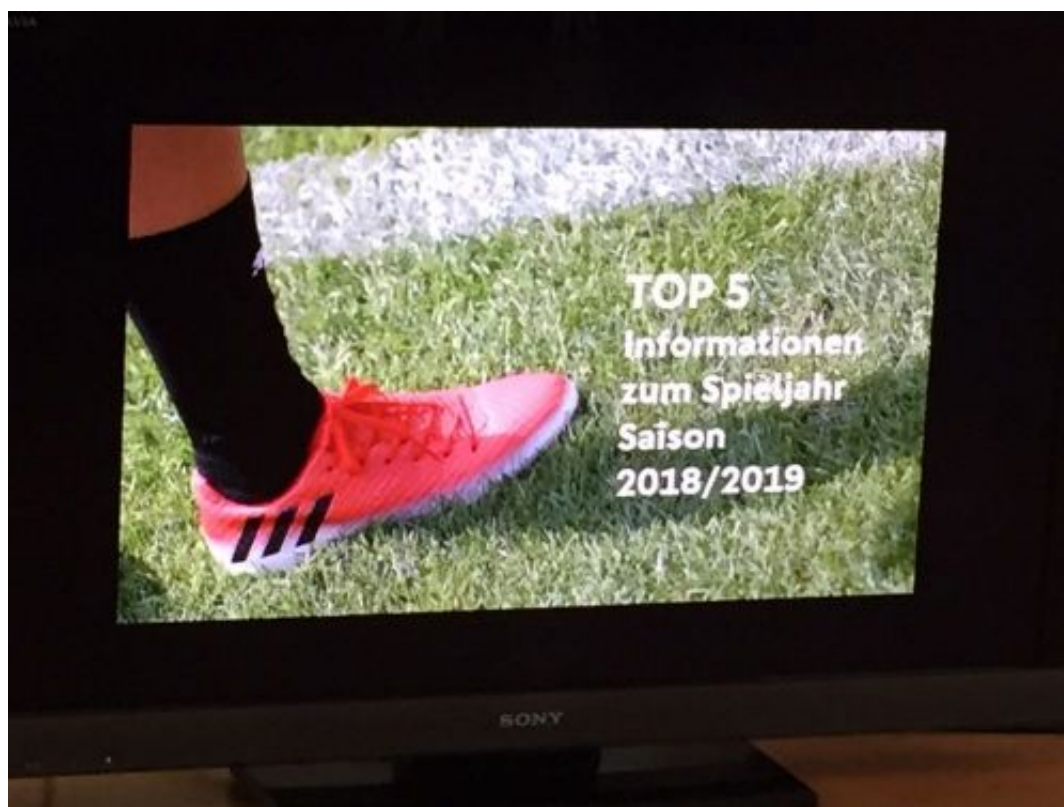 TOP 5
Informationen
zum Spieljahr
Saison
2018/2019
SONY